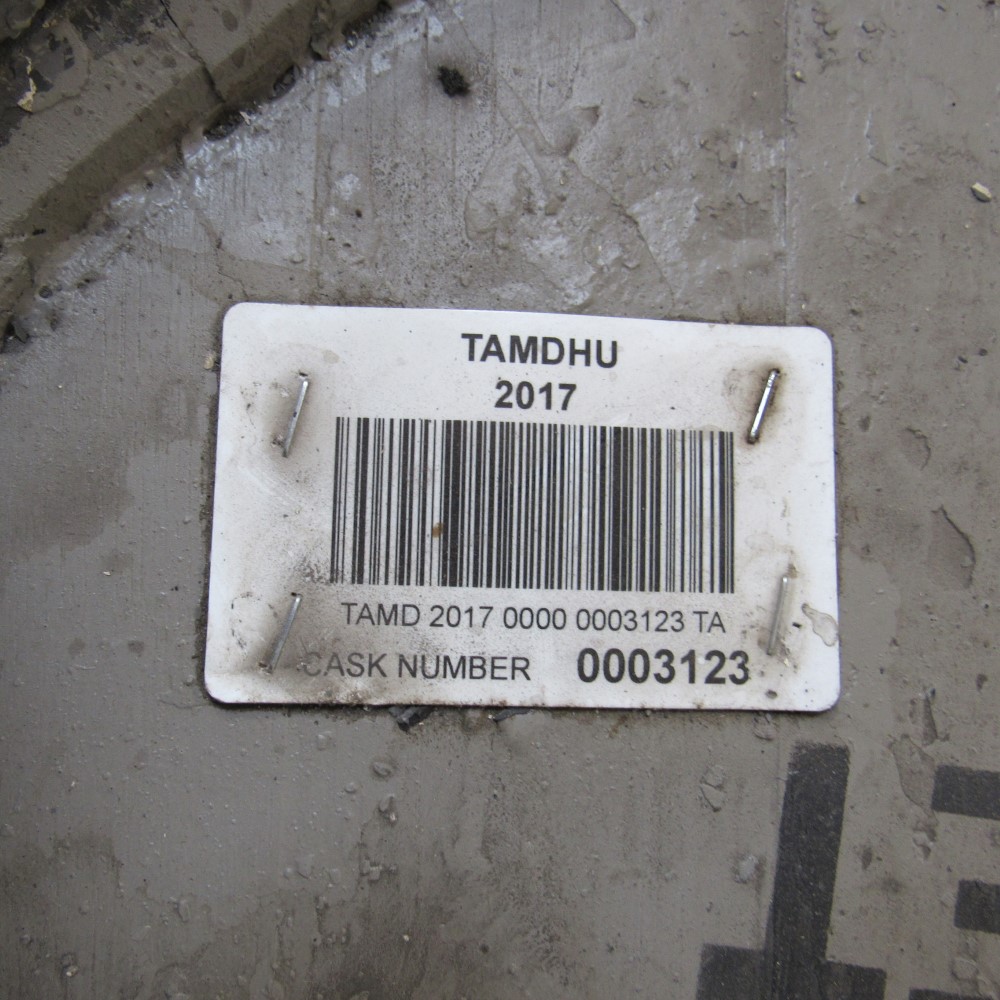 TAMDHU
2017
TAMD 2017 0000 0003123 TA
CASK NUMBER 0003123